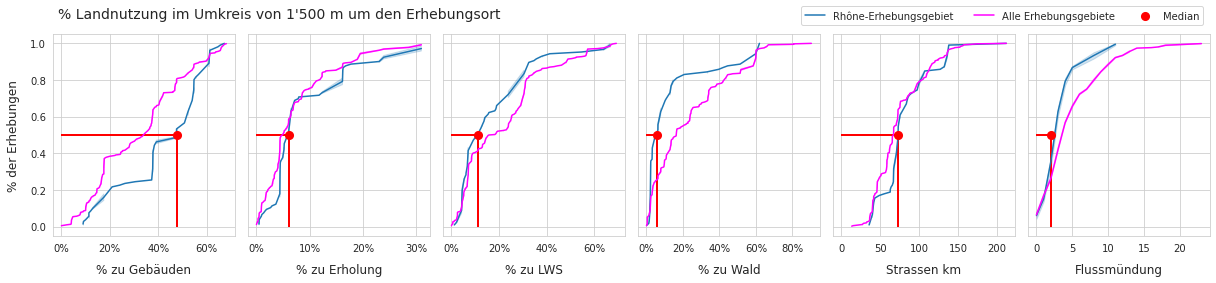 % Landnutzung im Umkreis von 1'500 m um den Erhebungsort
Rhône-Erhebungsgebiet Alle Erhebungsgebiete Median
% der Erhebungen
1.0
0.8
0.6
0.4
0.2
0.0
0% 20% 40% 60%
0% 10% 20% 30%
0% 20% 40% 60%
0% 20% 40% 60% 80%
0 50 100 150 200
0 5 10 15 20
% zu Gebäuden
% zu Erholung
% zu LWS
% zu Wald
Strassen km
Flussmündung